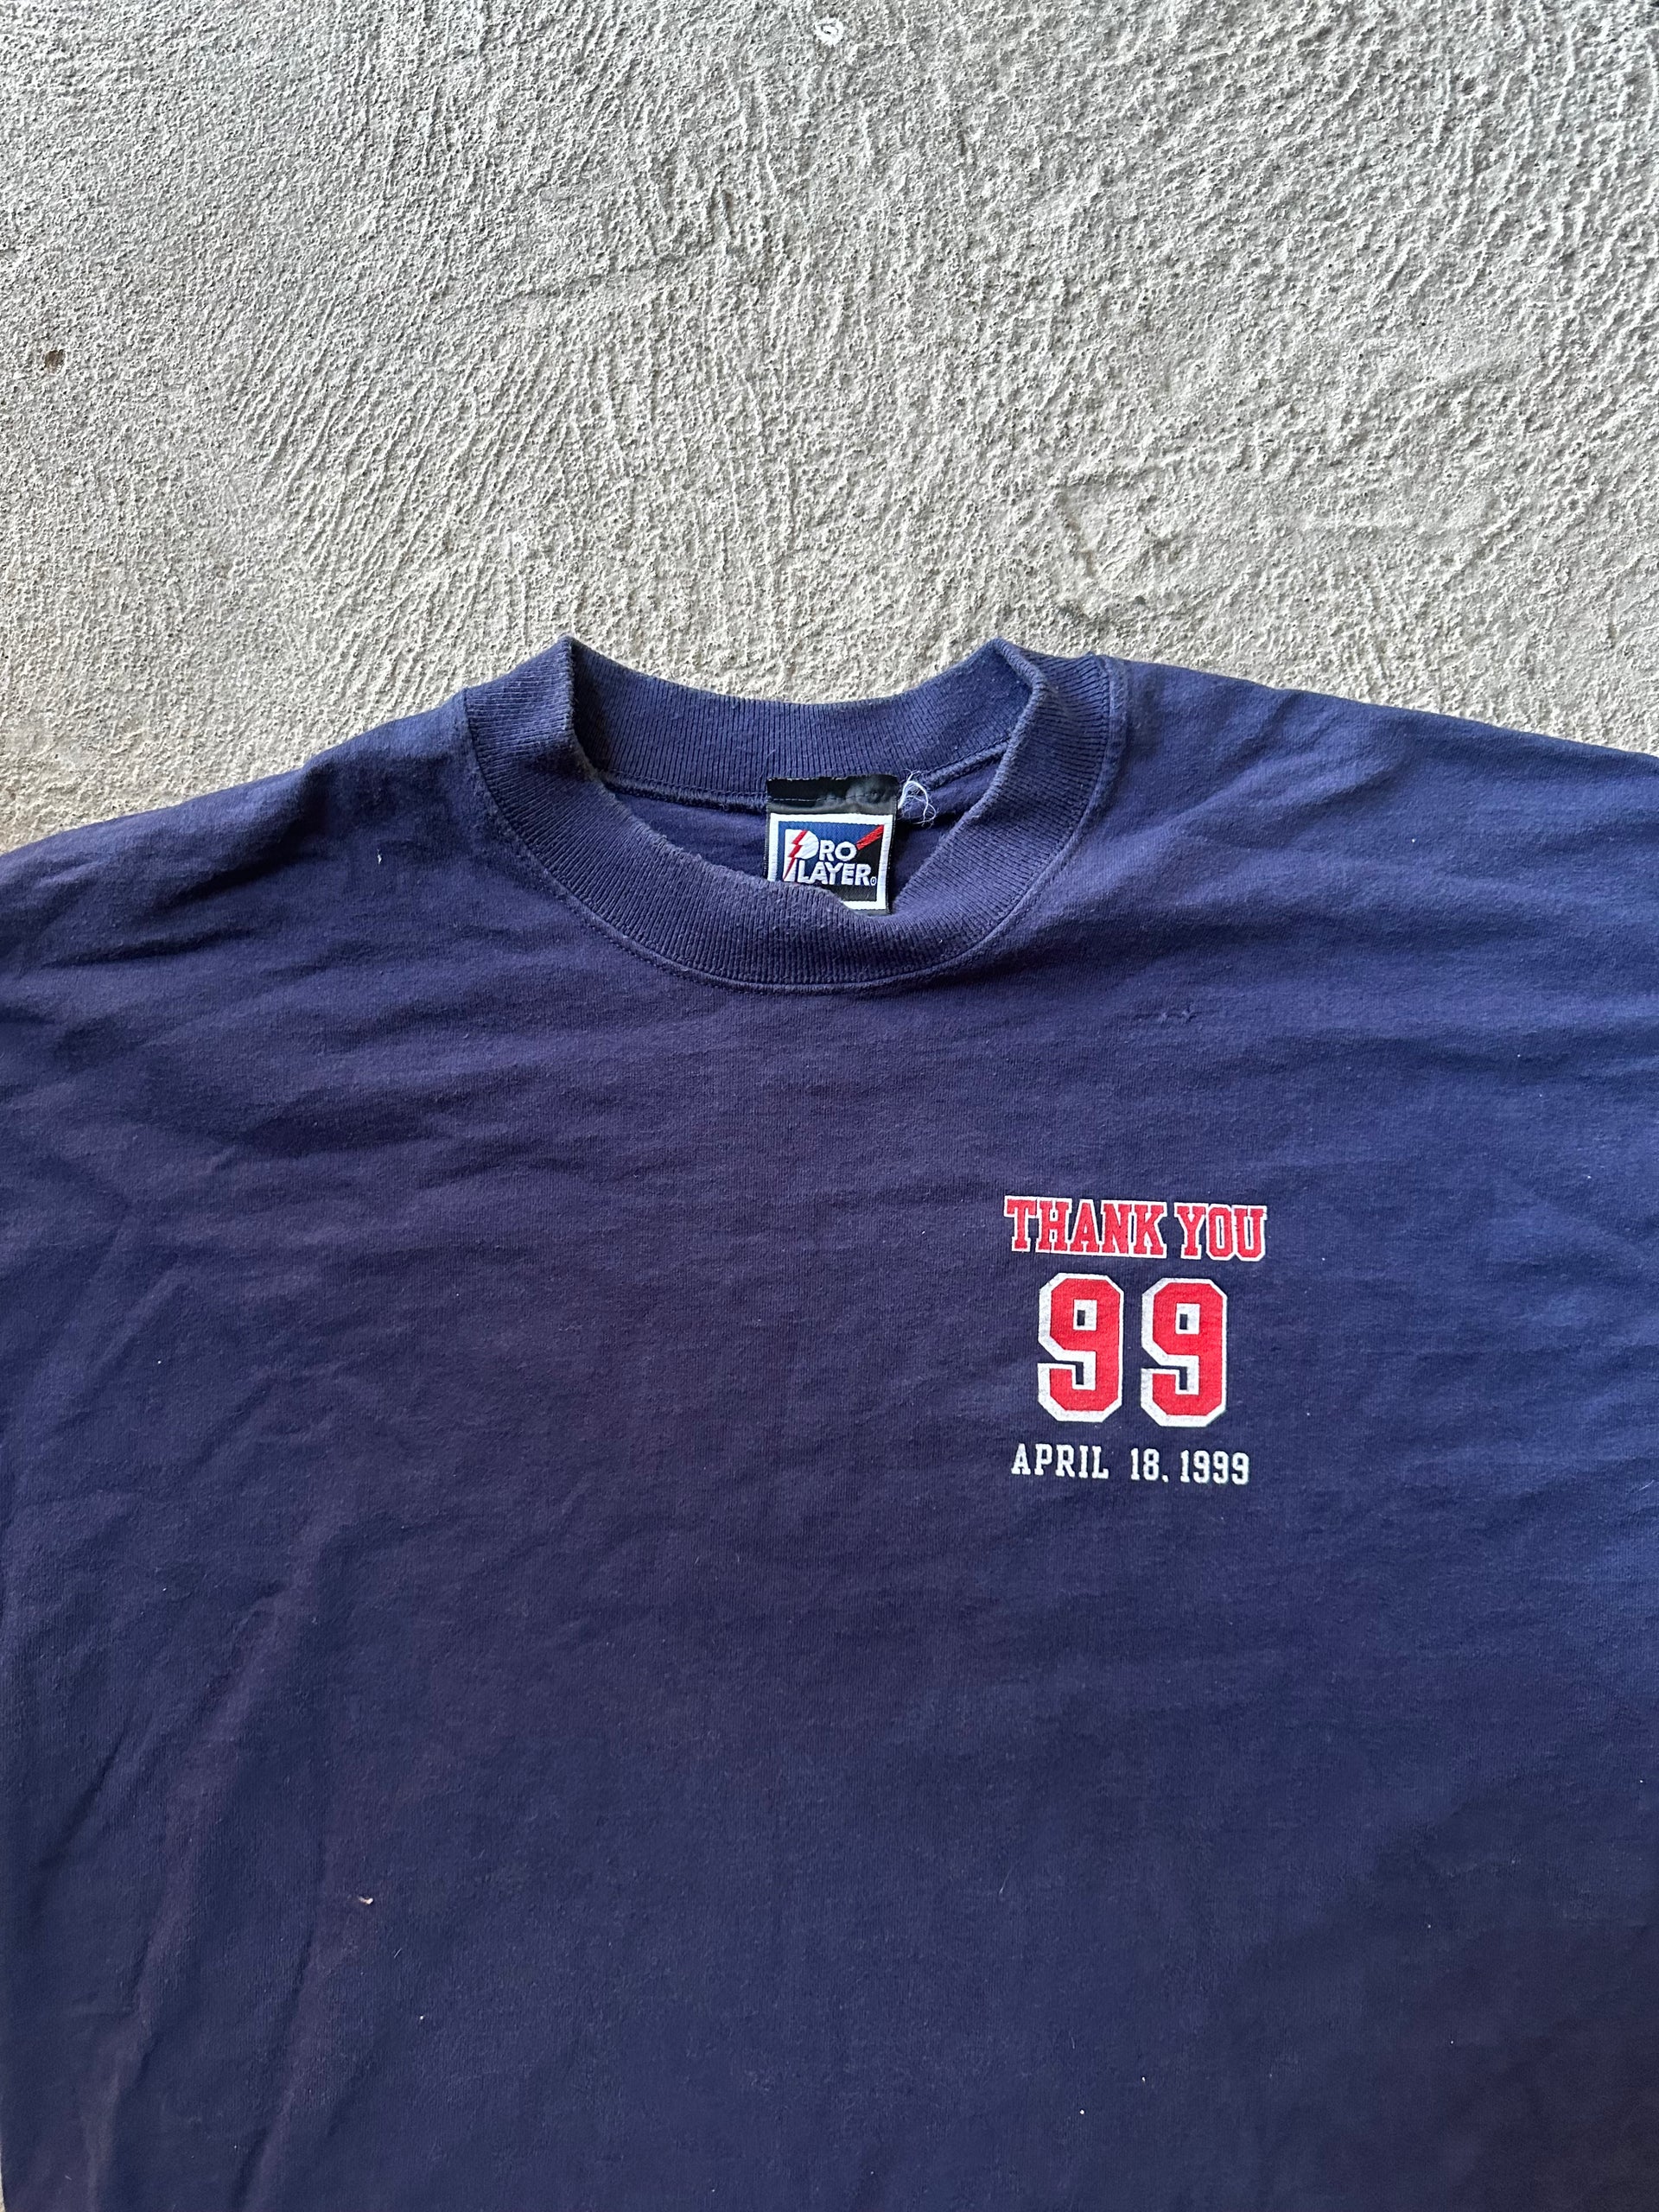 PRO
PLAYER®
THANK YOU
99
APRIL 18, 1999